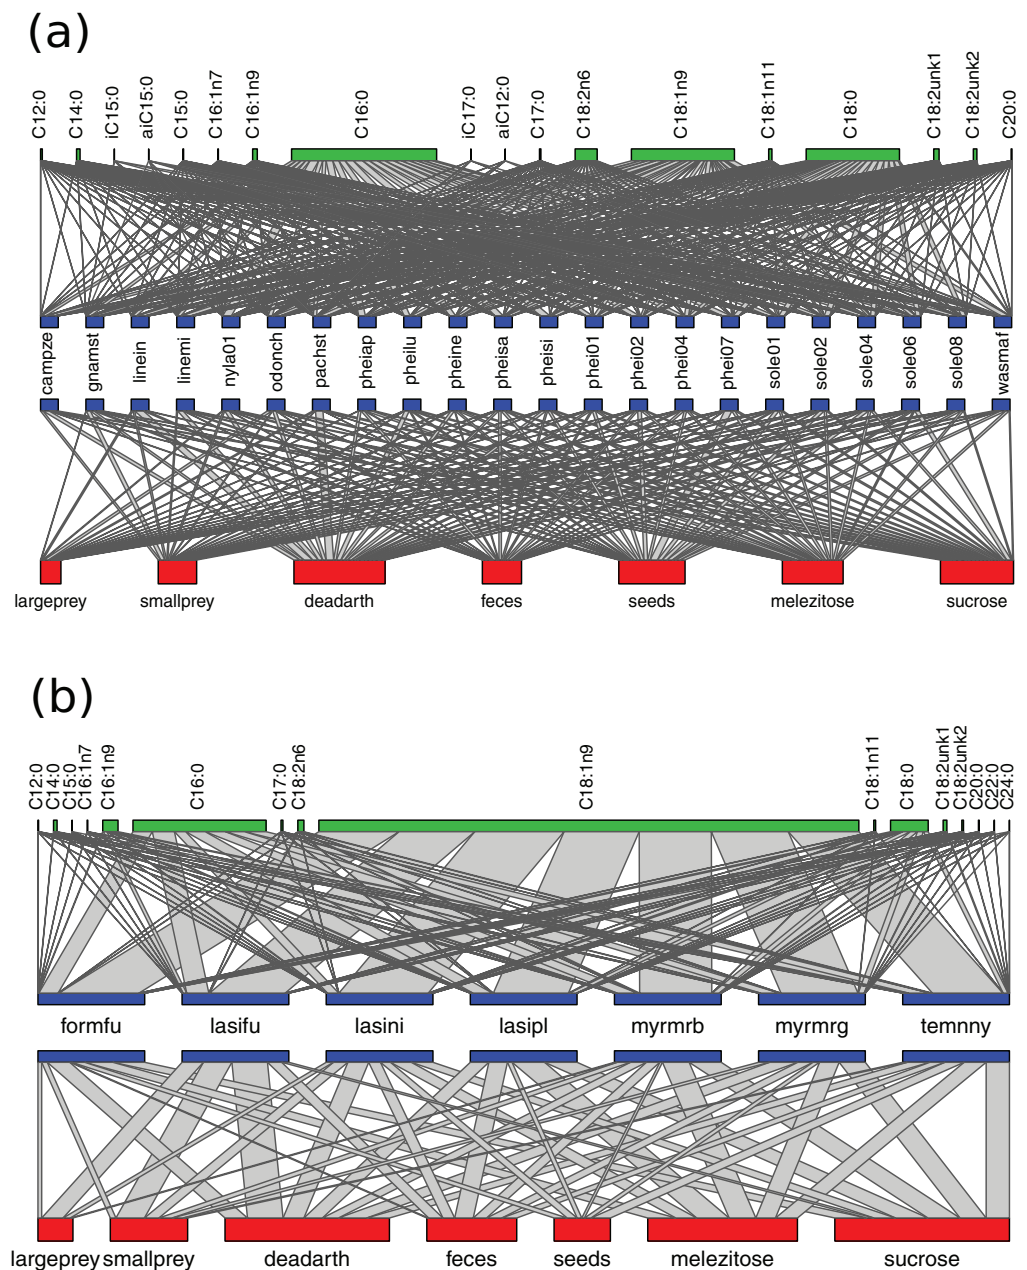 (a)
C12:0 C14:0 iC15:0 aiC15:0 C15:0 C16:1n7 C16:1n9 C16:0 iC17:0 aiC12:0 C17:0 C18:2n6 C18:1n9 C18:1n11 C18:0 C18:2unk1 C18:2unk2 C20:0
campze gnamst linein linemi nyla01 odonch pachst pheiap pheilu pheine pheisa pheisi phei01 phei02 phei04 phei07 sole01 sole02 sole04 sole06 sole08 wasmaf
largeprey smallprey deadarth feces seeds melezitose sucrose
(b)
C12:0 C14:0 C15:0 C16:1n7 C16:1n9 C16:0 C17:0 C18:2n6 C18:1n9 C18:1n11 C18:0 C18:2unk1 C18:2unk2 C20:0 C22:0 C24:0
formfu lasifu lasini lasipl myrmrb myrmrg temnny
largeprey smallprey deadarth feces seeds melezitose sucrose